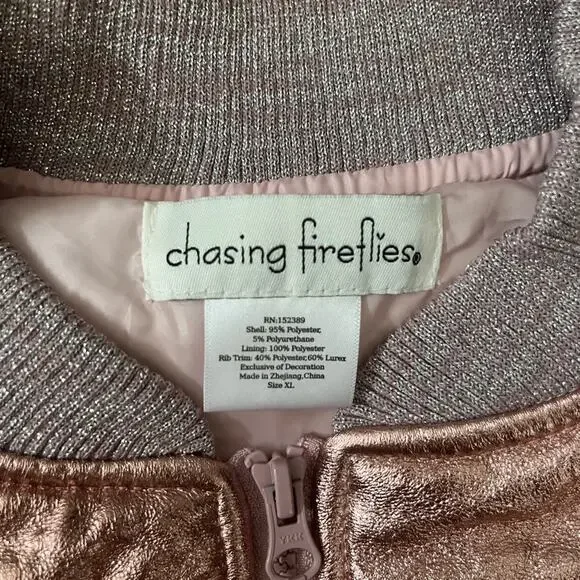 chasing fireflies®
RN:152389
Shell: 95% Polyester,
5% Polyurethane
Lining: 100% Polyester
Rib Trim: 40% Polyester,60% Lurex
Exclusive of Decoration
Made in Zhejiang,China
Size XL
YKK